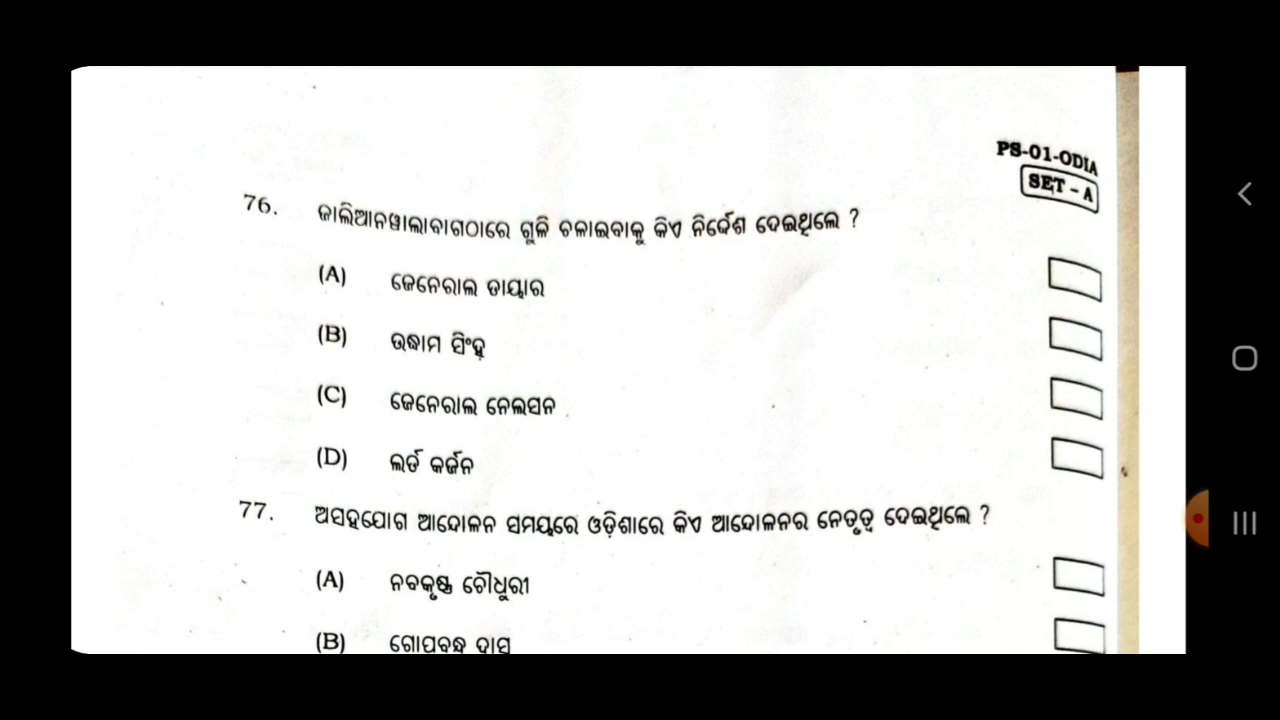 PS-01-ODIA
SET - A
76. ଜାଲିଆନୱାଲାବାଗଠାରେ ଗୁଳି ଚଳାଇବାକୁ କିଏ ନିର୍ଦ୍ଦେଶ ଦେଇଥିଲେ ?
(A) ଜେନେରାଲ ଡାୟାର
(B) ଉଦ୍ଧାମ ସିଂହ
(C) ଜେନେରାଲ ନେଲସନ
(D) ଲର୍ଡ କର୍ଜନ
77. ଅସହଯୋଗ ଆନ୍ଦୋଳନ ସମୟରେ ଓଡ଼ିଶାରେ କିଏ ଆନ୍ଦୋଳନର ନେତୃତ୍ୱ ଦେଇଥିଲେ ?
(A) ନବକୃଷ୍ଣ ଚୌଧୁରୀ
(B) ଗୋପବନ୍ଧୁ ଦାସ